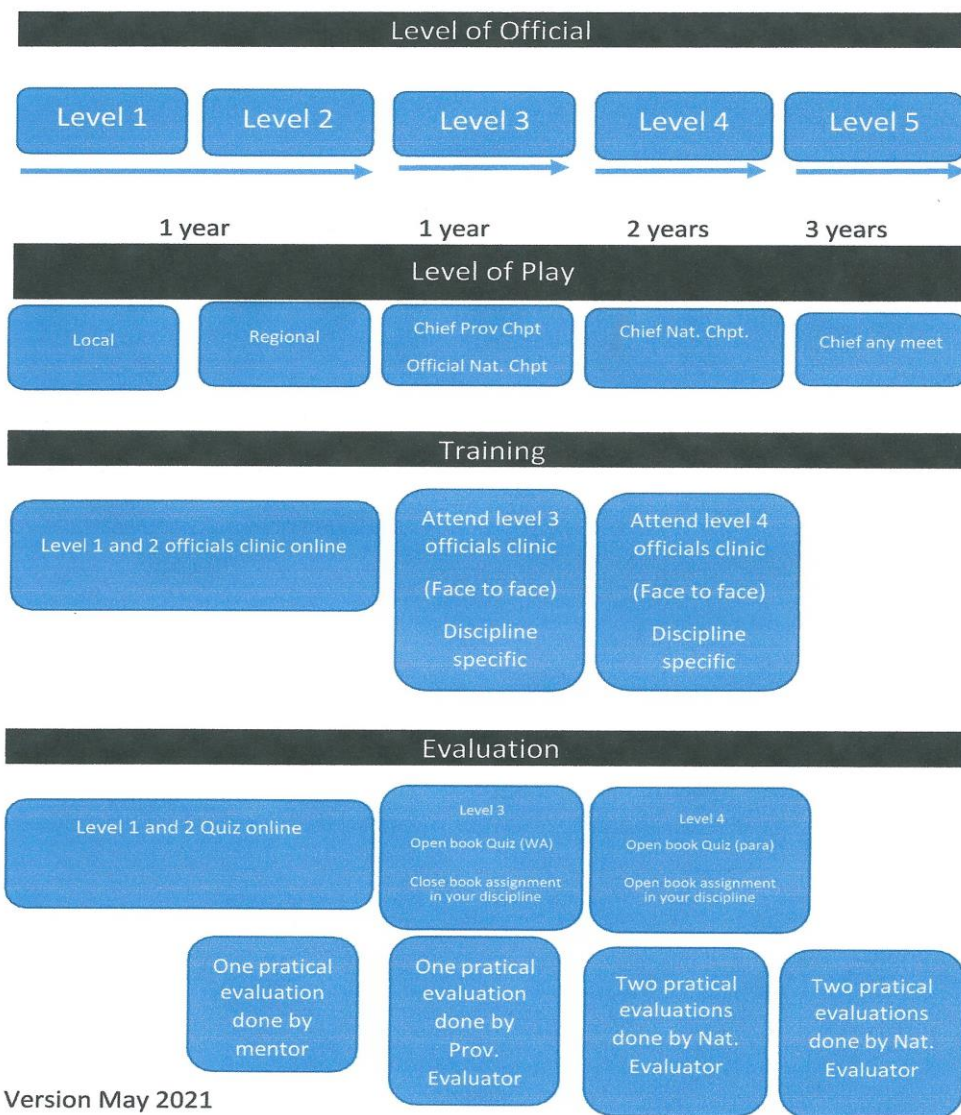 Level of Official
Level 1
Level 2
Level 3
Level 4
Level 5
1 year
1 year
2 years
3 years
Level of Play
Local
Regional
Chief Prov Chpt
Official Nat. Chpt
Chief Nat. Chpt.
Chief any meet
Training
Level 1 and 2 officials clinic online
Attend level 3
officials clinic
(Face to face)
Discipline
specific
Attend level 4
officials clinic
(Face to face)
Discipline
specific
Evaluation
Level 1 and 2 Quiz online
Level 3
Open book Quiz (WA)
Close book assignment
in your discipline
Level 4
Open book Quiz (para)
Open book assignment
in your discipline
One pratical
evaluation
done by
mentor
One pratical
evaluation
done by
Prov.
Evaluator
Two pratical
evaluations
done by Nat.
Evaluator
Two pratical
evaluations
done by Nat.
Evaluator
Version May 2021